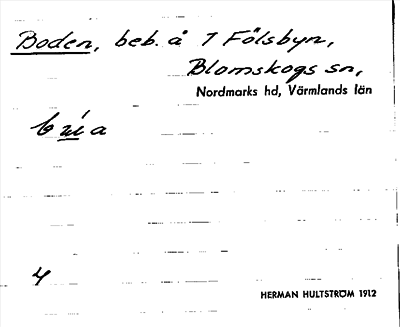 Boden, beb. å 7 Fölsbyn,
Blomskogs sn,
Nordmarks hd, Värmlands län
4
HERMAN HULTSTRÖM 1912